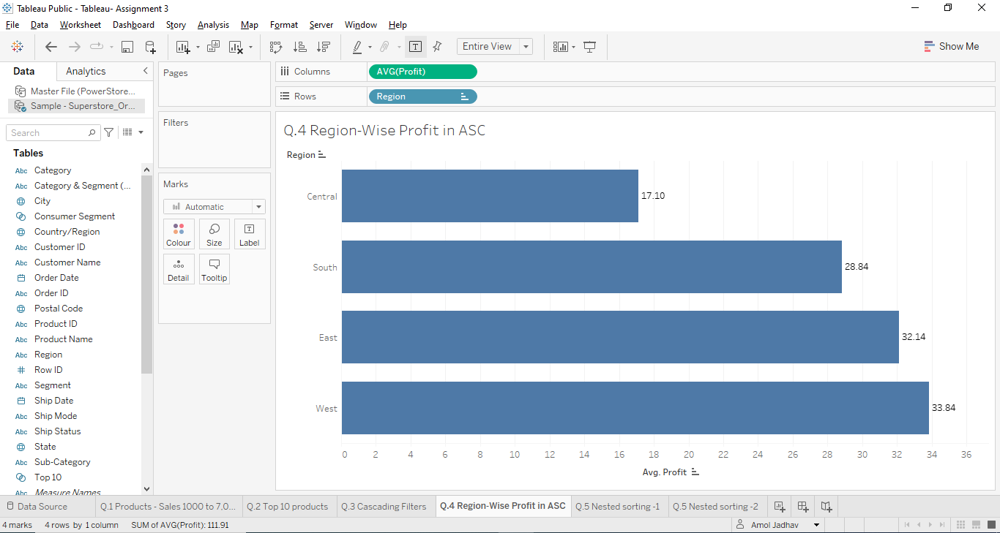 Tableau Public - Tableau- Assignment 3
File Data Worksheet Dashboard Story Analysis Map Format Server Window Help
Entire View
Show Me
Data Analytics
Master File (PowerStore...
Sample - Superstore_Or...
Search
Tables
Abc Category
Abc Category & Segment (...
City
Consumer Segment
Country/Region
Abc Customer ID
Abc Customer Name
Order Date
Abc Order ID
Postal Code
Abc Product ID
Abc Product Name
Abc Region
# Row ID
Abc Segment
Ship Date
Abc Ship Mode
Abc Ship Status
State
Abc Sub-Category
Top 10
Abc Measure Names
Pages
Filters
Marks
Automatic
Colour Size Label
Detail Tooltip
Columns AVG(Profit)
Rows Region
Q.4 Region-Wise Profit in ASC
Region
Central 17.10
South 28.84
East 32.14
West 33.84
0 2 4 6 8 10 12 14 16 18 20 22 24 26 28 30 32 34 36
Avg. Profit
Data Source Q.1 Products - Sales 1000 to 7,0... Q.2 Top 10 products Q.3 Cascading Filters Q.4 Region-Wise Profit in ASC Q.5 Nested sorting -1 Q.5 Nested sorting -2
4 marks 4 rows by 1 column SUM of AVG(Profit): 111.91 Amol Jadhav